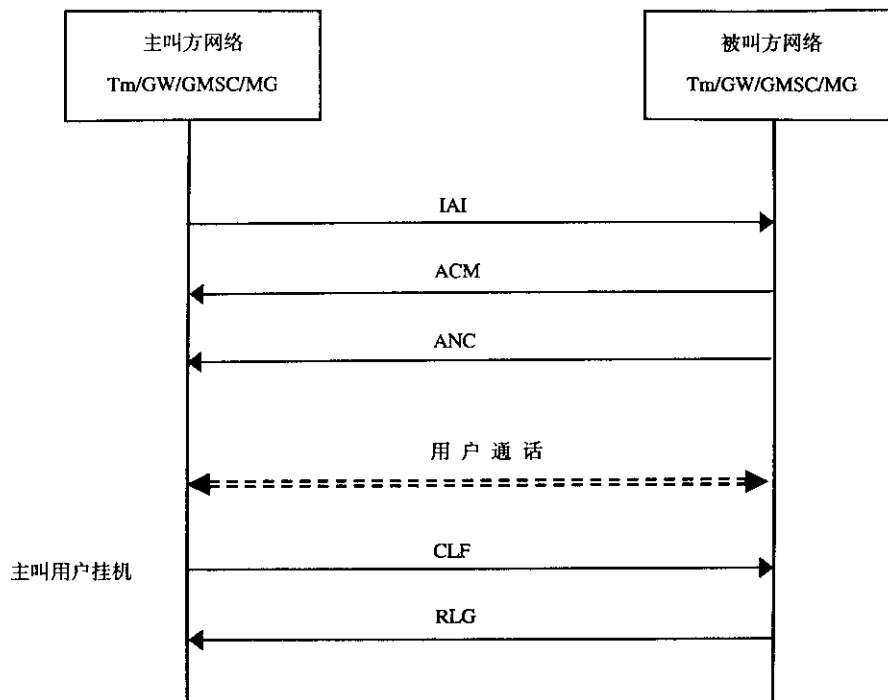 主叫方网络
Tm/GW/GMSC/MG
被叫方网络
Tm/GW/GMSC/MG
IAI
ACM
ANC
用 户 通 话
CLF
主叫用户挂机
RLG